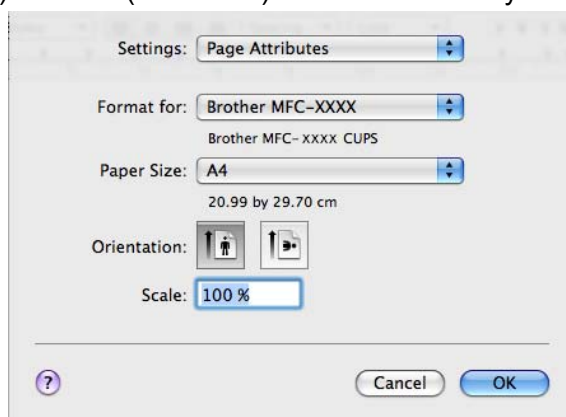 Settings: Page Attributes
Format for: Brother MFC-XXXX
Brother MFC- XXXX CUPS
Paper Size: A4
20.99 by 29.70 cm
Orientation:
Scale: 100 %
? Cancel OK